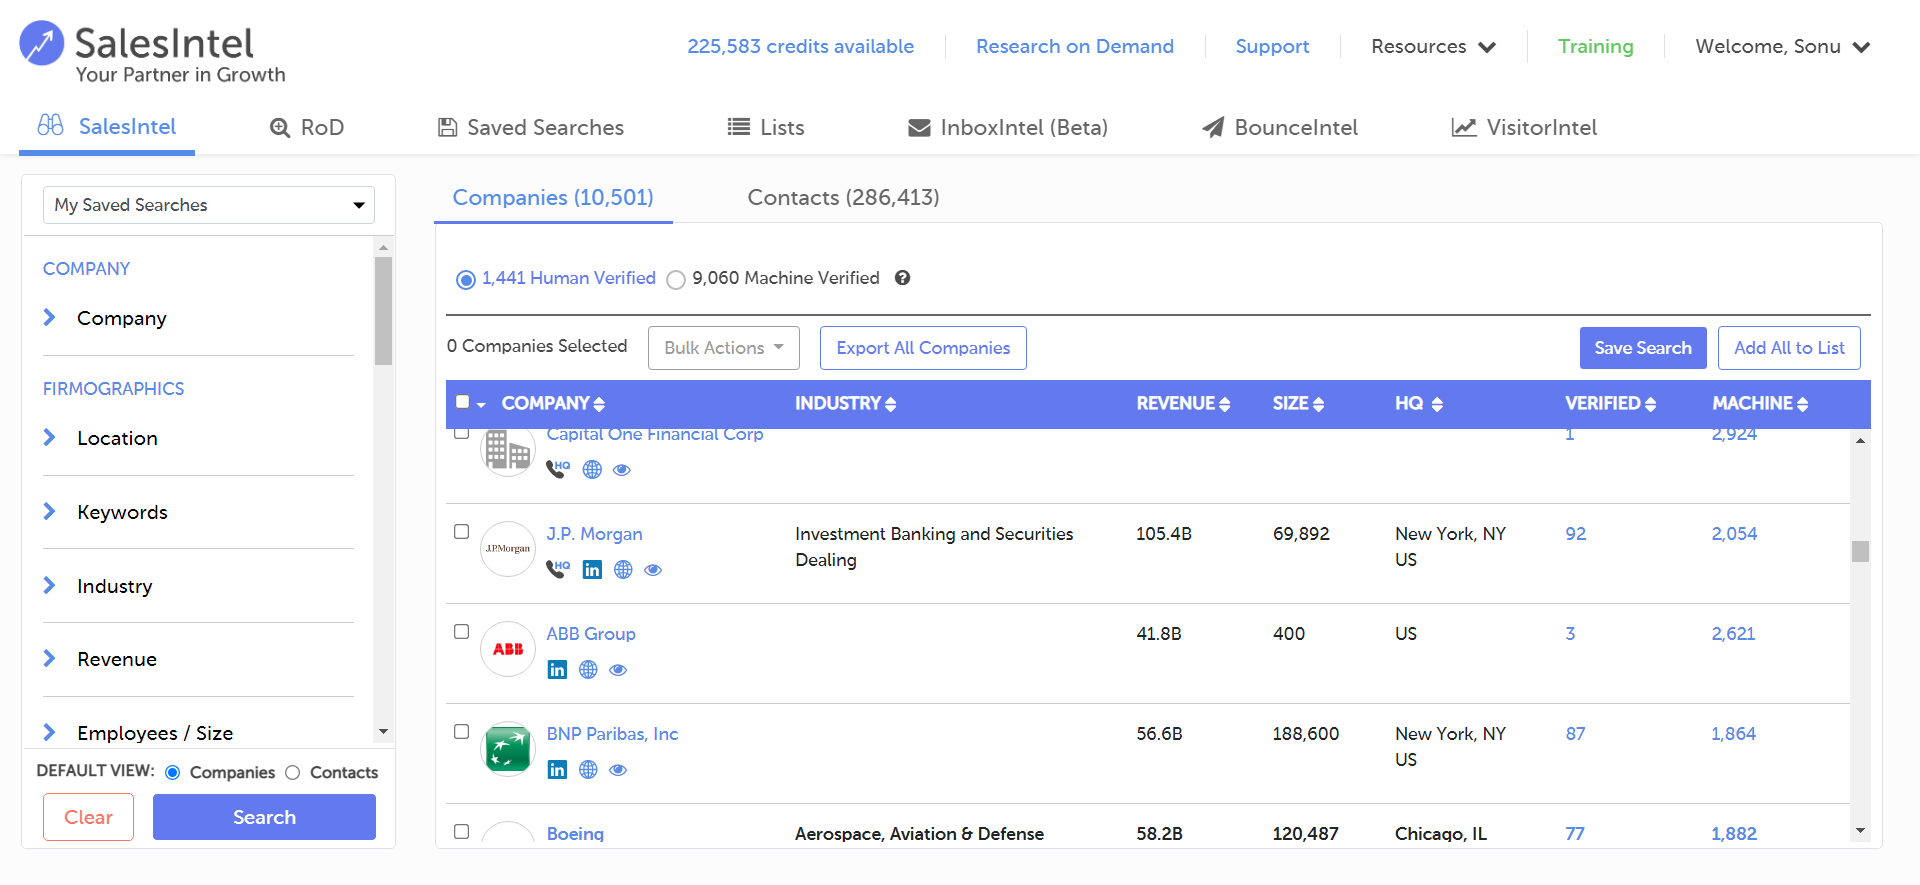 SalesIntel
Your Partner in Growth
225,583 credits available
Research on Demand
Support
Resources
Training
Welcome, Sonu
SalesIntel
RoD
Saved Searches
Lists
InboxIntel (Beta)
BounceIntel
VisitorIntel
My Saved Searches
COMPANY
Company
FIRMOGRAPHICS
Location
Keywords
Industry
Revenue
Employees / Size
DEFAULT VIEW: Companies Contacts
Clear
Search
Companies (10,501)
Contacts (286,413)
1,441 Human Verified 9,060 Machine Verified ?
0 Companies Selected
Bulk Actions
Export All Companies
Save Search
Add All to List
COMPANY INDUSTRY REVENUE SIZE HQ VERIFIED MACHINE
Capital One Financial Corp 1 2,924
HQ
J.P. Morgan Investment Banking and Securities 105.4B 69,892 New York, NY 92 2,054
J.P.Morgan Dealing US
HQ in
ABB Group 41.8B 400 US 3 2,621
ABB
in
BNP Paribas, Inc 56.6B 188,600 New York, NY 87 1,864
US
in
Boeing Aerospace, Aviation & Defense 58.2B 120,487 Chicago, IL 77 1,882